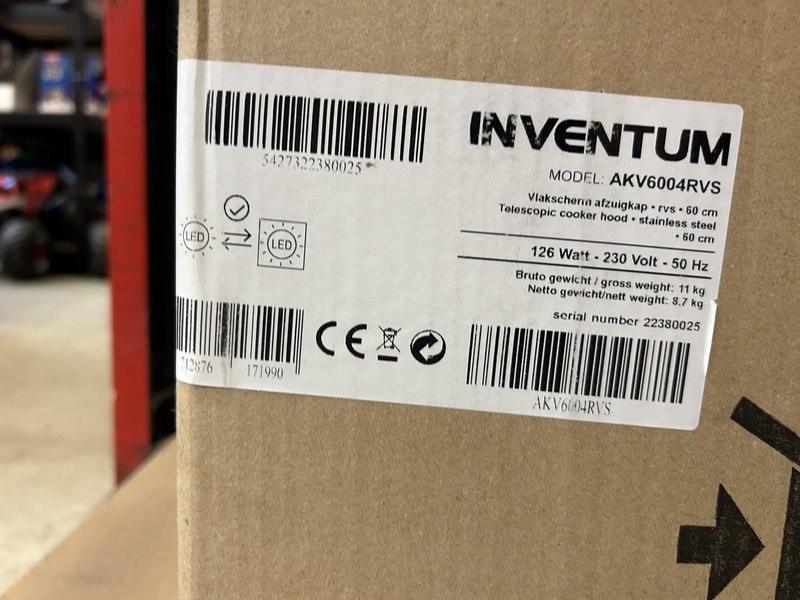 INVENTUM
5427322380025
MODEL: AKV6004RVS
Vlakscherm afzuigkap • rvs • 60 cm
Telescopic cooker hood • stainless steel
• 60 cm
LED
LED
126 Watt - 230 Volt - 50 Hz
Bruto gewicht / gross weight: 11 kg
Netto gewicht/nett weight: 8,7 kg
serial number 22380025
CE
712876 171990
AKV6004RVS